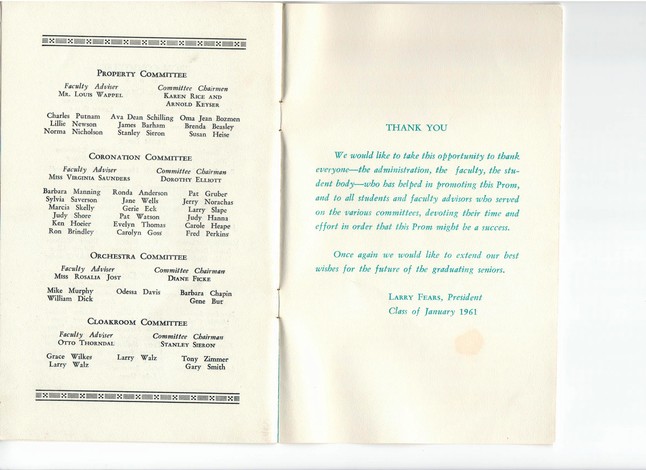 PROPERTY COMMITTEE
Faculty Adviser Committee Chairmen
MR. LOUIS WAPPEL KAREN RICE AND
ARNOLD KEYSER
Charles Putnam Ava Dean Schilling Oma Jean Bozmen
Lillie Newson James Barham Brenda Beasley
Norma Nicholson Stanley Sieron Susan Heise
CORONATION COMMITTEE
Faculty Adviser Committee Chairman
MISS VIRGINIA SAUNDERS DOROTHY ELLIOTT
Barbara Manning Ronda Anderson Pat Gruber
Sylvia Saverson Jane Wells Jerry Norachas
Marcia Skelly Gerie Eck Larry Slape
Judy Shore Pat Watson Judy Hanna
Ken Hoeier Evelyn Thomas Carole Heape
Ron Brindley Carolyn Goss Fred Perkins
ORCHESTRA COMMITTEE
Faculty Adviser Committee Chairman
MISS ROSALIA JOST DIANE FICKE
Mike Murphy Odessa Davis Barbara Chapin
William Dick Gene But
CLOAKROOM COMMITTEE
Faculty Adviser Committee Chairman
OTTO THORNDAL STANLEY SIERON
Grace Wilkes Larry Walz Tony Zimmer
Larry Walz Gary Smith
THANK YOU
We would like to take this opportunity to thank
everyone—the administration, the faculty, the stu-
dent body—who has helped in promoting this Prom,
and to all students and faculty advisors who served
on the various committees, devoting their time and
effort in order that this Prom might be a success.
Once again we would like to extend our best
wishes for the future of the graduating seniors.
LARRY FEARS, President
Class of January 1961